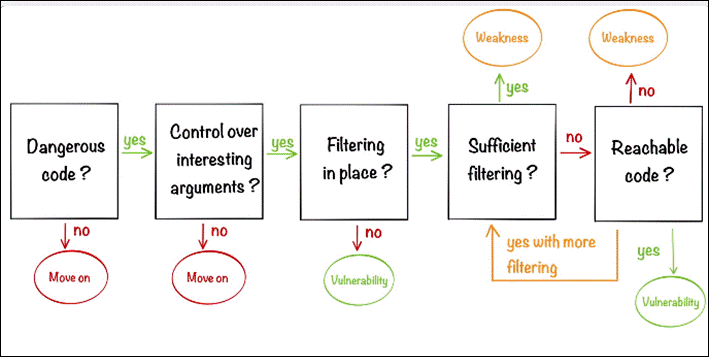 Weakness
Weakness
yes
no
Dangerous
code ?
yes
Control over
interesting
arguments ?
yes
Filtering
in place ?
yes
Sufficient
filtering ?
no
Reachable
code ?
no
no
no
yes with more
filtering
yes
Move on
Move on
Vulnerability
Vulnerability